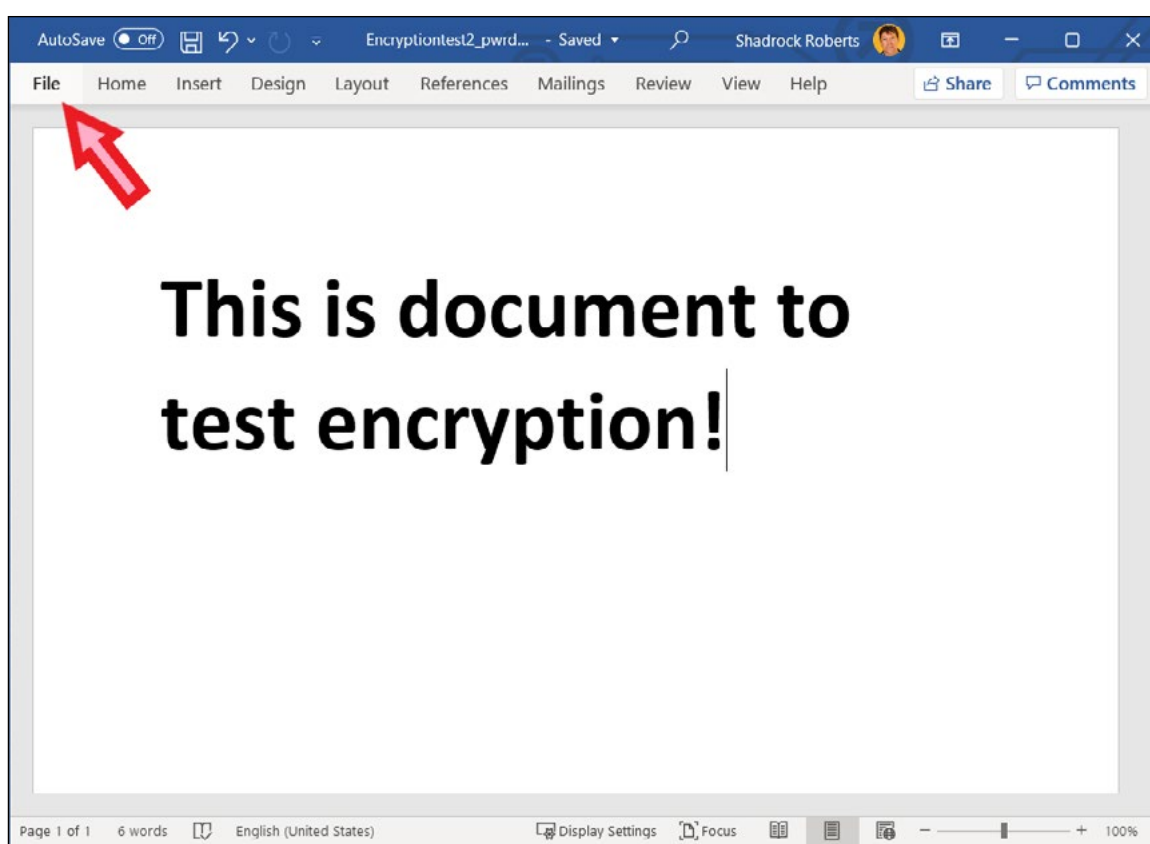 AutoSave Off Encryptiontest2_pwrd... - Saved Shadrock Roberts
File Home Insert Design Layout References Mailings Review View Help Share Comments
This is document to
test encryption!
Page 1 of 1 6 words English (United States) Display Settings Focus 100%